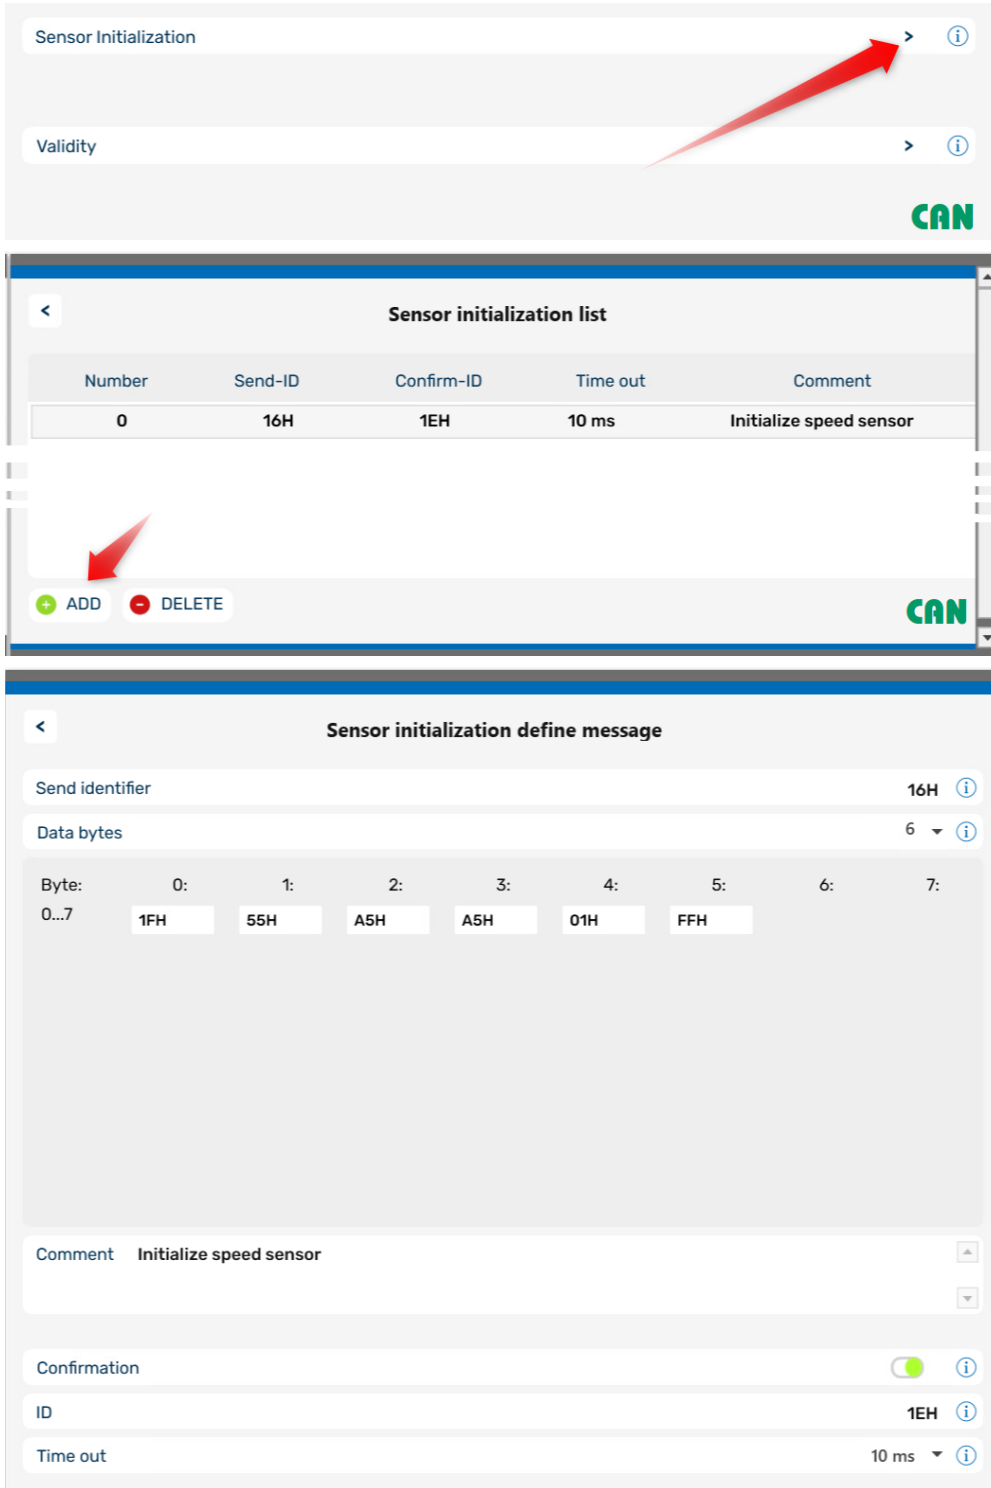 Sensor Initialization > i
Validity > i
CAN
<
Sensor initialization list
Number Send-ID Confirm-ID Time out Comment
0 16H 1EH 10 ms Initialize speed sensor
+ ADD - DELETE
CAN
<
Sensor initialization define message
Send identifier 16H i
Data bytes 6 i
Byte: 0: 1: 2: 3: 4: 5: 6: 7:
0...7 1FH 55H A5H A5H 01H FFH
Comment Initialize speed sensor
Confirmation i
ID 1EH i
Time out 10 ms i